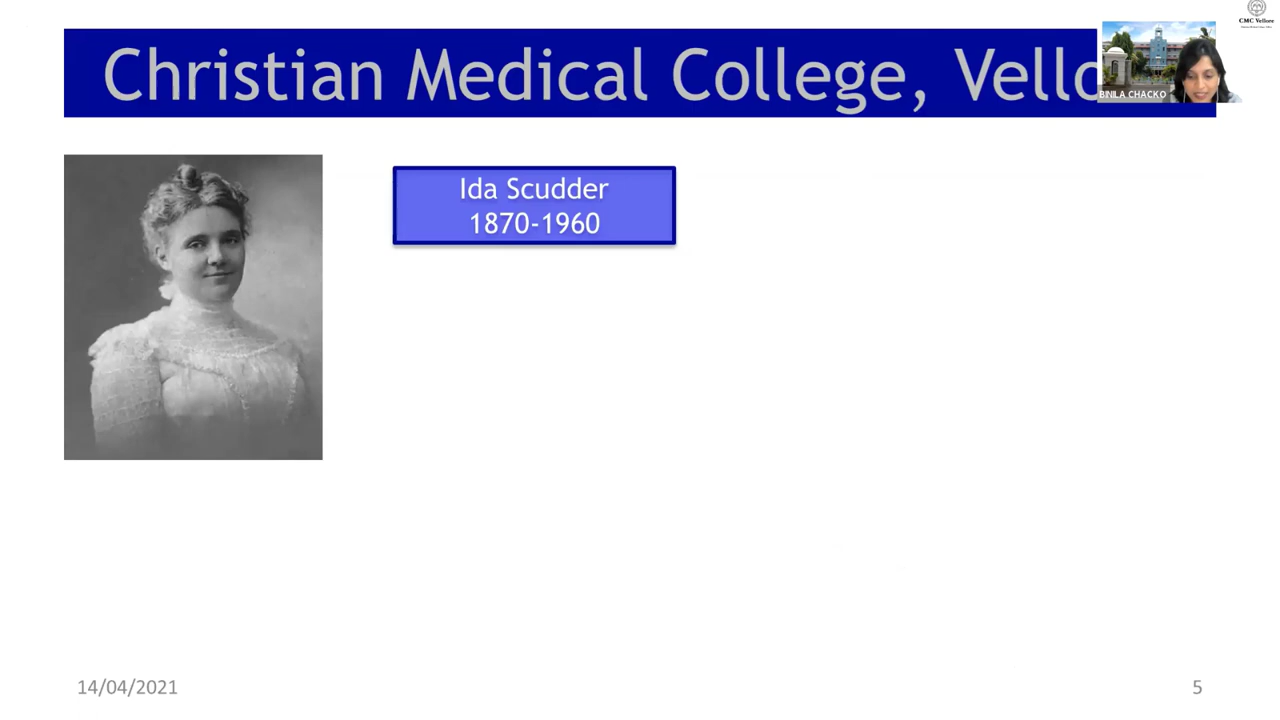 Christian Medical College, Vello
CMC Vellore
BINILA CHACKO
Ida Scudder
1870-1960
14/04/2021
5